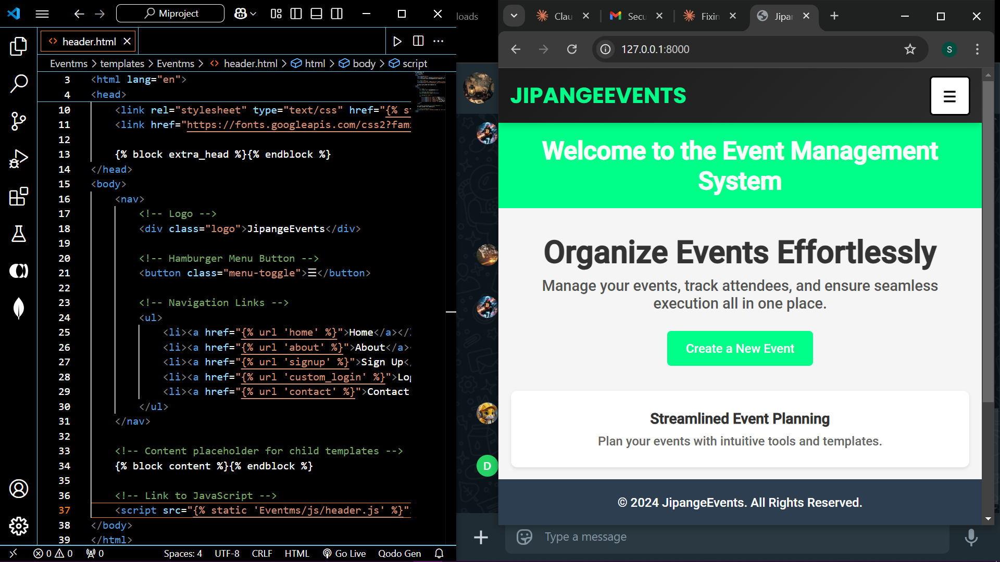 Miproject
header.html
Eventms > templates > Eventms > header.html > html > body > script
3 <html lang="en">
4 <head>
10 <link rel="stylesheet" type="text/css" href="{% st
11 <link href="https://fonts.googleapis.com/css2?fam
12
13 {% block extra_head %}{% endblock %}
14 </head>
15 <body>
16 <nav>
17 <!-- Logo -->
18 <div class="logo">JipangeEvents</div>
19
20 <!-- Hamburger Menu Button -->
21 <button class="menu-toggle">☰</button>
22
23 <!-- Navigation Links -->
24 <ul>
25 <li><a href="{% url 'home' %}">Home</a></
26 <li><a href="{% url 'about' %}">About</a>
27 <li><a href="{% url 'signup' %}">Sign Up<
28 <li><a href="{% url 'custom_login' %}">Log
29 <li><a href="{% url 'contact' %}">Contact
30 </ul>
31 </nav>
32
33 <!-- Content placeholder for child templates -->
34 {% block content %}{% endblock %}
35
36 <!-- Link to JavaScript -->
37 <script src="{% static 'Eventms/js/header.js' %}"
38 </body>
39 </html>
0 0 0 Spaces: 4 UTF-8 CRLF HTML Go Live Qodo Gen
loads
D
Type a message
Clau Secu Fixin Jipan
127.0.0.1:8000 S
JIPANGEEVENTS ☰
Welcome to the Event Management
System
Organize Events Effortlessly
Manage your events, track attendees, and ensure seamless
execution all in one place.
Create a New Event
Streamlined Event Planning
Plan your events with intuitive tools and templates.
© 2024 JipangeEvents. All Rights Reserved.